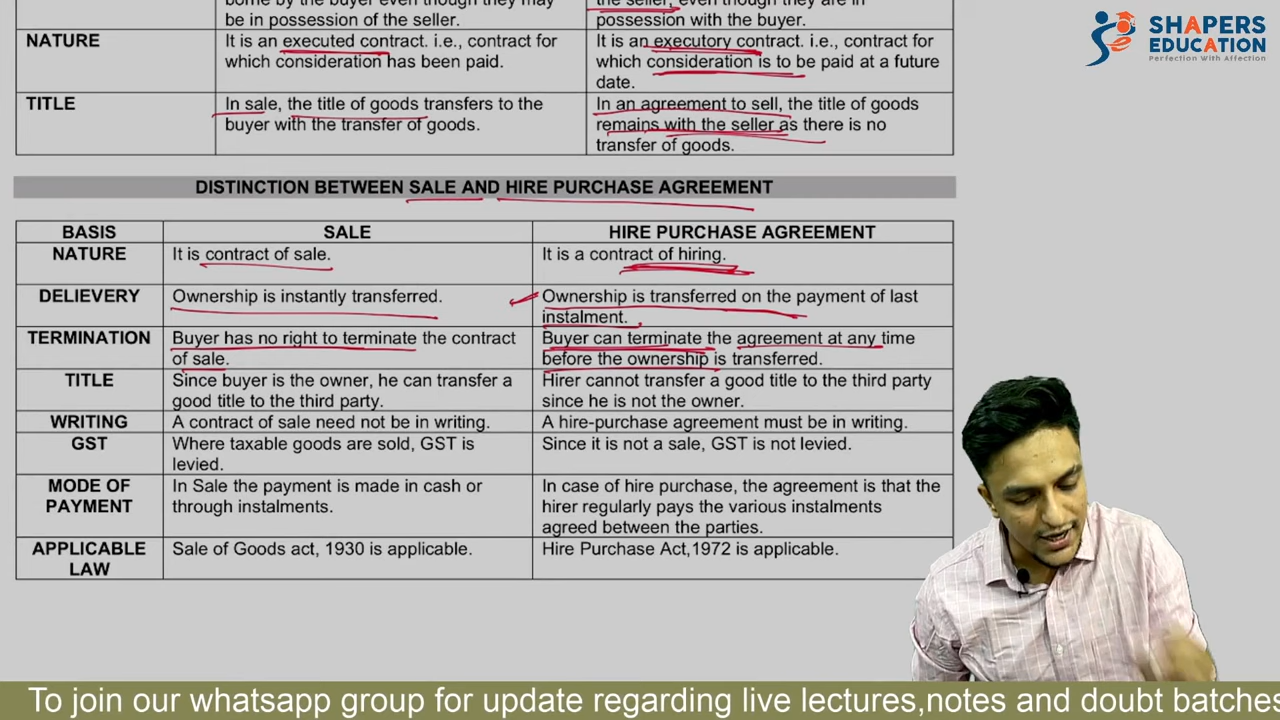 borne by the buyer even though they may
be in possession of the seller.
the seller, even though they are in
possession with the buyer.
NATURE
It is an executed contract. i.e., contract for
which consideration has been paid.
It is an executory contract. i.e., contract for
which consideration is to be paid at a future
date.
TITLE
In sale, the title of goods transfers to the
buyer with the transfer of goods.
In an agreement to sell, the title of goods
remains with the seller as there is no
transfer of goods.
SHAPERS
EDUCATION
Perfection With Affection
DISTINCTION BETWEEN SALE AND HIRE PURCHASE AGREEMENT
BASIS
SALE
HIRE PURCHASE AGREEMENT
NATURE
It is contract of sale.
It is a contract of hiring.
DELIEVERY
Ownership is instantly transferred.
Ownership is transferred on the payment of last
instalment.
TERMINATION
Buyer has no right to terminate the contract
of sale.
Buyer can terminate the agreement at any time
before the ownership is transferred.
TITLE
Since buyer is the owner, he can transfer a
good title to the third party.
Hirer cannot transfer a good title to the third party
since he is not the owner.
WRITING
A contract of sale need not be in writing.
A hire-purchase agreement must be in writing.
GST
Where taxable goods are sold, GST is
levied.
Since it is not a sale, GST is not levied.
MODE OF
PAYMENT
In Sale the payment is made in cash or
through instalments.
In case of hire purchase, the agreement is that the
hirer regularly pays the various instalments
agreed between the parties.
APPLICABLE
LAW
Sale of Goods act, 1930 is applicable.
Hire Purchase Act,1972 is applicable.
To join our whatsapp group for update regarding live lectures,notes and doubt batches